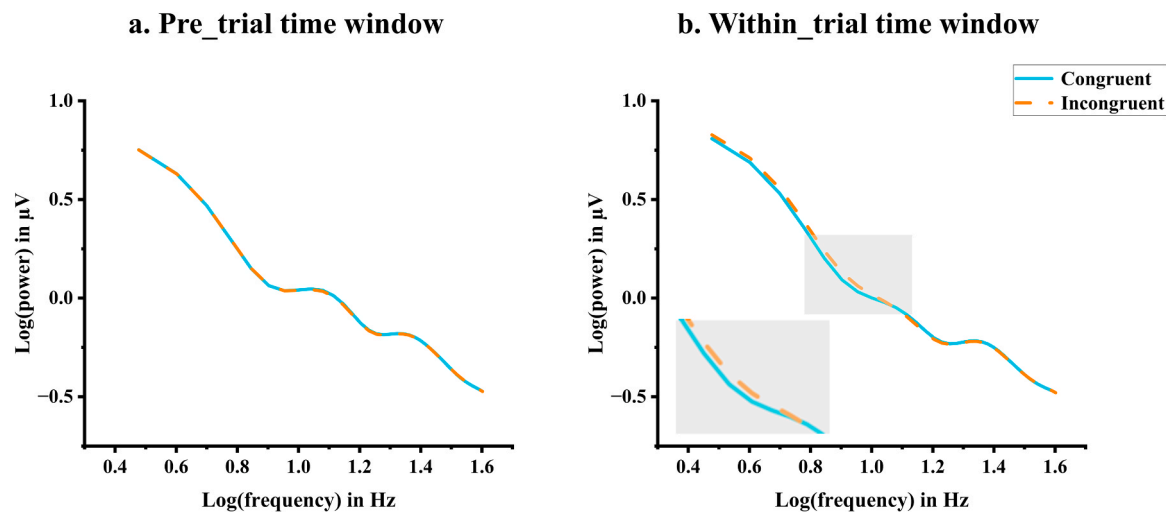 a. Pre_trial time window
b. Within_trial time window
Congruent
Incongruent
1.0
0.5
0.0
−0.5
Log(power) in µV
0.4 0.6 0.8 1.0 1.2 1.4 1.6
Log(frequency) in Hz
1.0
0.5
0.0
−0.5
Log(power) in µV
0.4 0.6 0.8 1.0 1.2 1.4 1.6
Log(frequency) in Hz